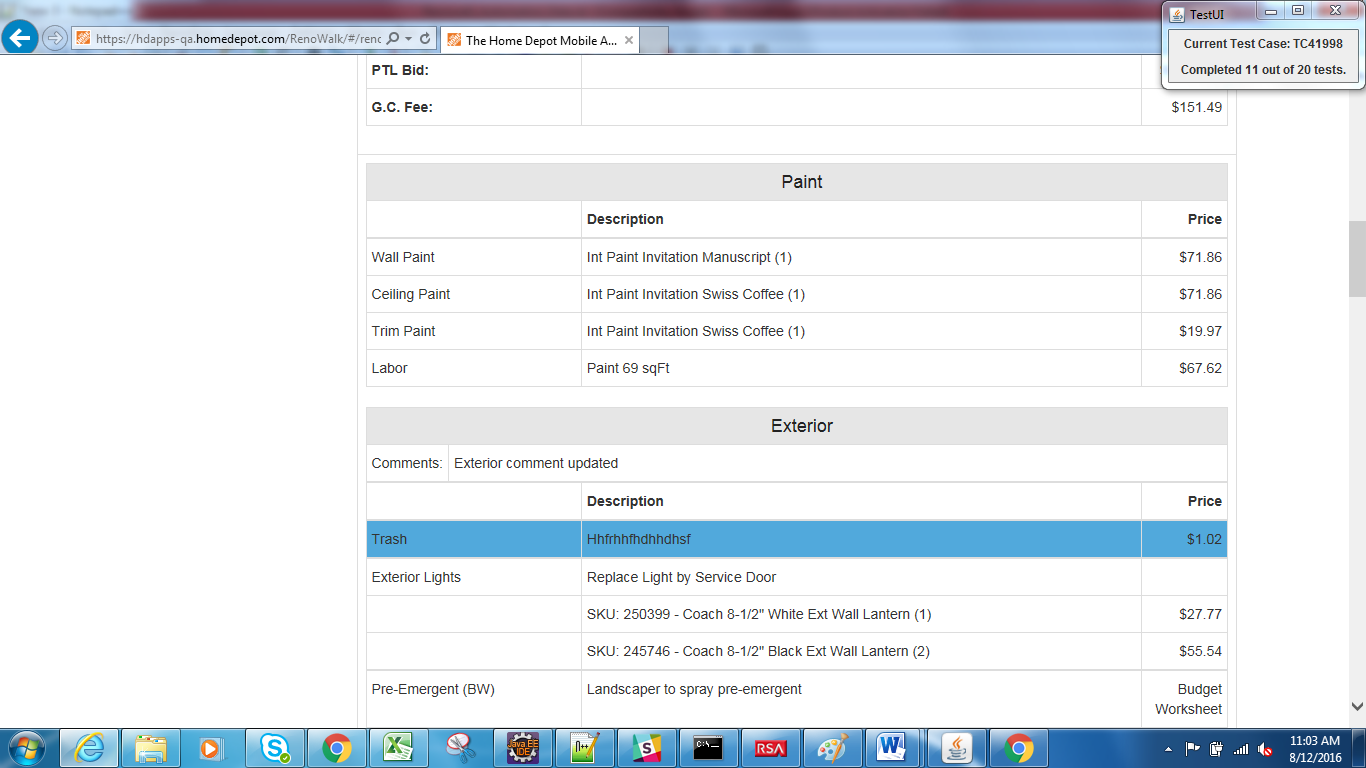 TestUI
Current Test Case: TC41998
Completed 11 out of 20 tests.
https://hdapps-qa.homedepot.com/RenoWalk/#/renc
The Home Depot Mobile A...
PTL Bid:
G.C. Fee: $151.49
Paint
Description Price
Wall Paint Int Paint Invitation Manuscript (1) $71.86
Ceiling Paint Int Paint Invitation Swiss Coffee (1) $71.86
Trim Paint Int Paint Invitation Swiss Coffee (1) $19.97
Labor Paint 69 sqFt $67.62
Exterior
Comments: Exterior comment updated
Description Price
Trash Hhfrhhfhdhhdhsf $1.02
Exterior Lights Replace Light by Service Door
SKU: 250399 - Coach 8-1/2" White Ext Wall Lantern (1) $27.77
SKU: 245746 - Coach 8-1/2" Black Ext Wall Lantern (2) $55.54
Pre-Emergent (BW) Landscaper to spray pre-emergent Budget
Worksheet
Java EE
IDE
C:\_
RSA
11:03 AM
8/12/2016